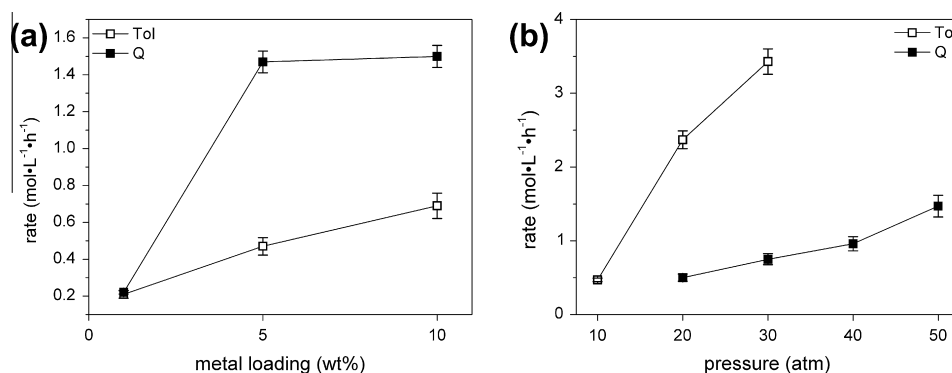 (a)
Tol
Q
1.6
1.4
1.2
1.0
0.8
0.6
0.4
0.2
rate (mol•L⁻¹•h⁻¹)
0
5
10
metal loading (wt%)
(b)
To
Q
4
3
2
1
0
rate (mol•L⁻¹•h⁻¹)
10
20
30
40
50
pressure (atm)